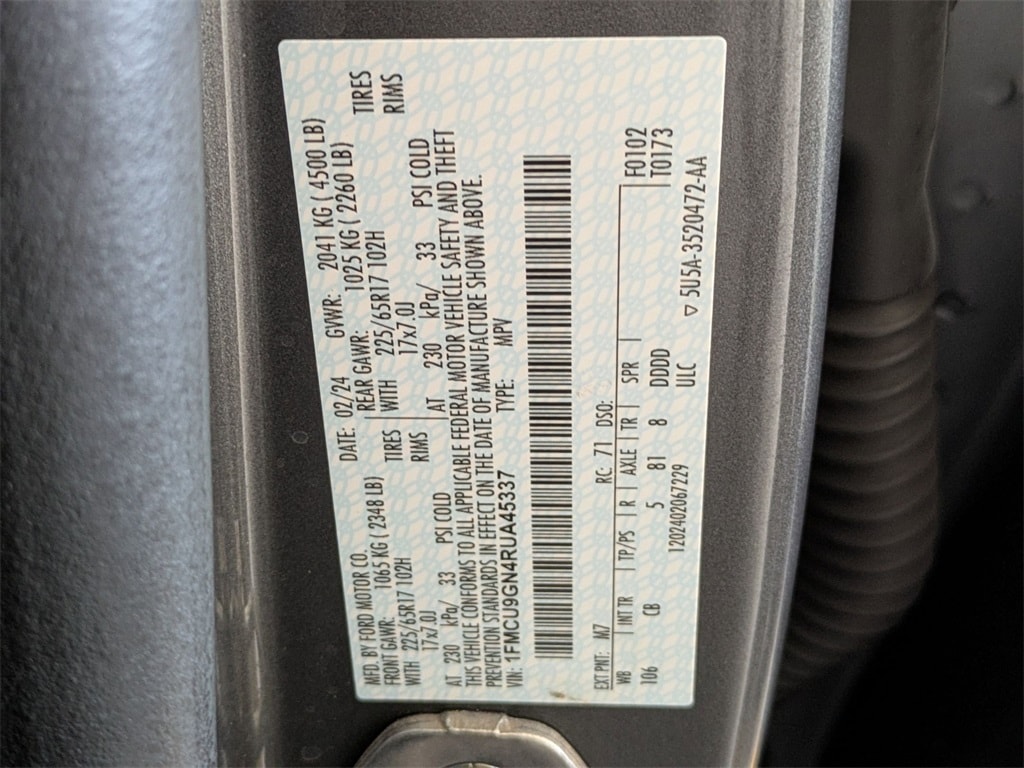 MFD. BY FORD MOTOR CO. DATE: 02/24 GVWR: 2041 KG ( 4500 LB)
FRONT GAWR: 1065 KG ( 2348 LB) REAR GAWR: 1025 KG ( 2260 LB)
WITH 225/65R17 102H TIRES WITH 225/65R17 102H TIRES
17x7.0J RIMS 17x7.0J RIMS
AT 230 kPa/ 33 PSI COLD AT 230 kPa/ 33 PSI COLD
THIS VEHICLE CONFORMS TO ALL APPLICABLE FEDERAL MOTOR VEHICLE SAFETY AND THEFT
PREVENTION STANDARDS IN EFFECT ON THE DATE OF MANUFACTURE SHOWN ABOVE.
VIN: 1FMCU9GN4RUA45337 TYPE: MPV
EXT PNT: M7 RC: 71 DSO: F0102
WB INT TR TP/PS R AXLE TR SPR T0173
106 CB 5 81 8 DDDD
120240206​7229 ULC
▽ 5U5A-3520472-AA